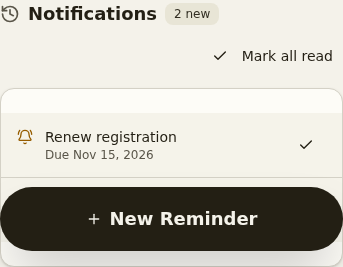 Notifications 2 new
Mark all read
Renew registration
Due Nov 15, 2026
+ New Reminder